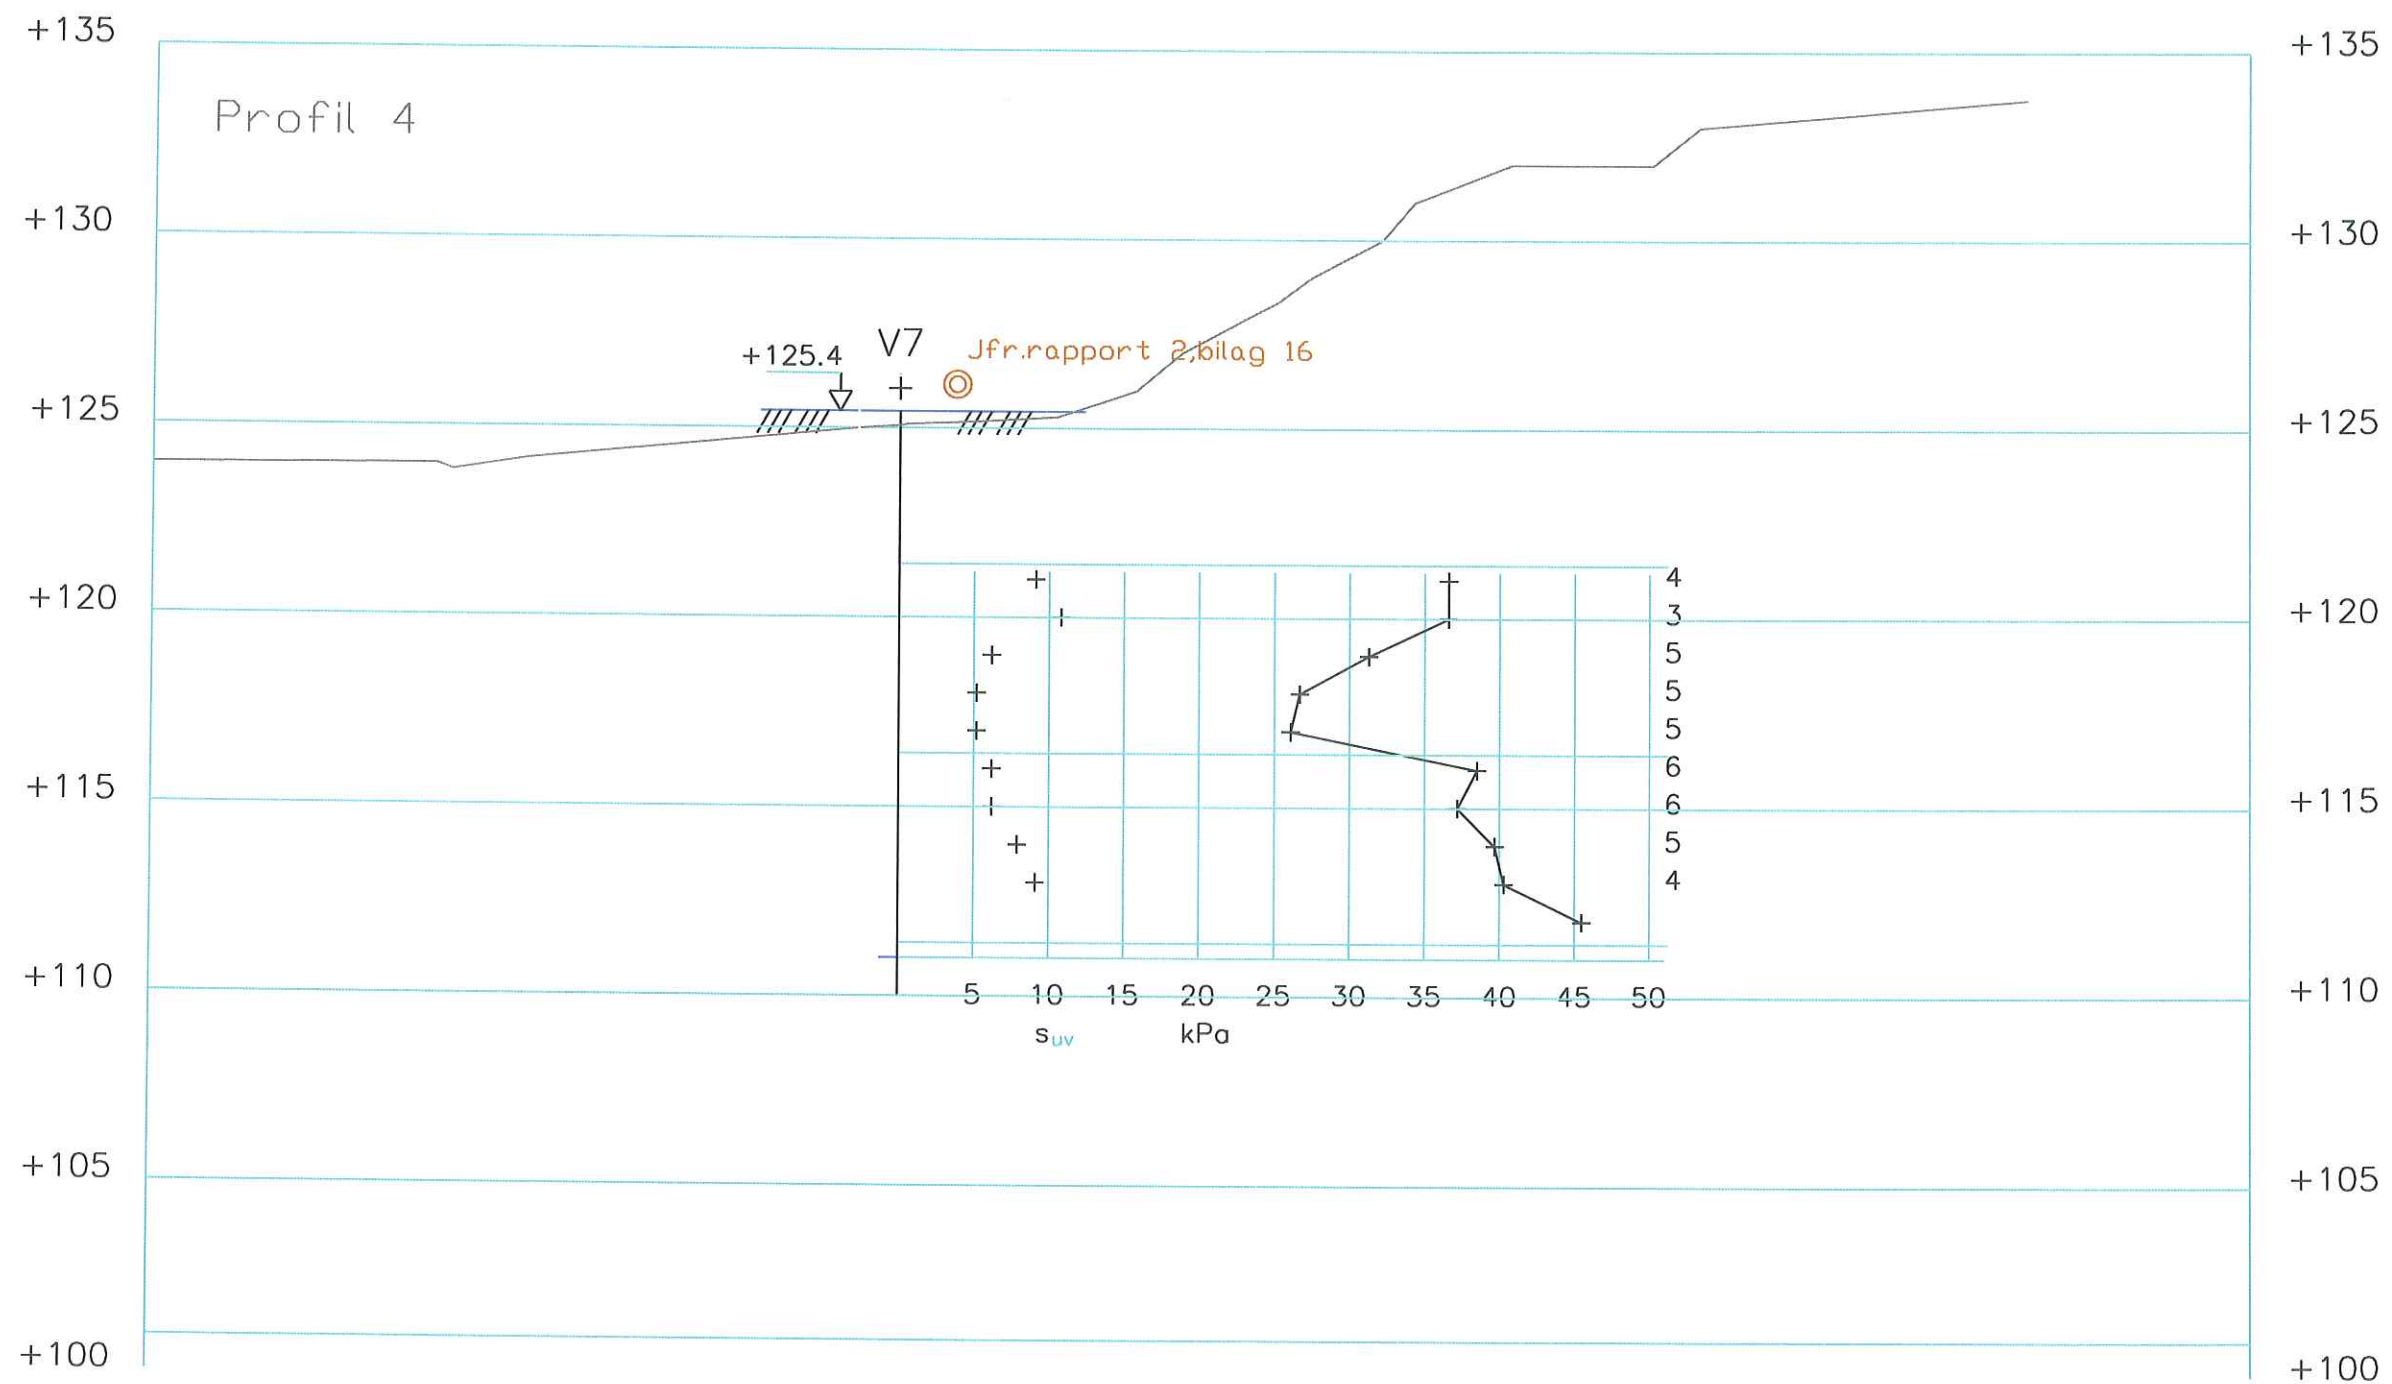 +135 +135
Profil 4
+130 +130
V7
+125.4 Jfr.rapport 2,bilag 16
+125 +125
4
+120 3 +120
5
5
5
6
+115 6 +115
5
4
+110 5 10 15 20 25 30 35 40 45 50 +110
suv kPa
+105 +105
+100 +100